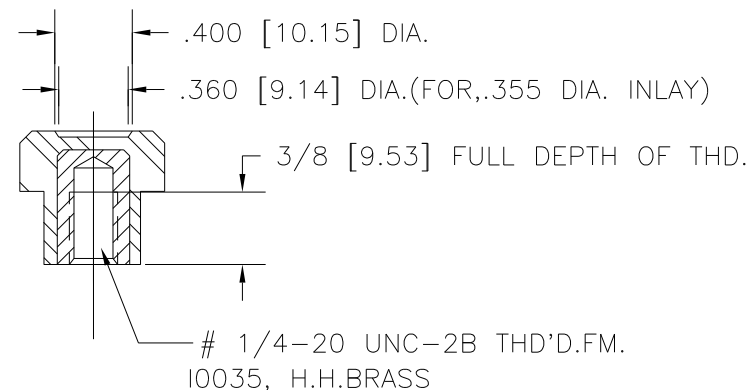 .400 [10.15] DIA.
.360 [9.14] DIA.(FOR,.355 DIA. INLAY)
3/8 [9.53] FULL DEPTH OF THD.
# 1/4-20 UNC-2B THD'D.FM.
10035, H.H.BRASS